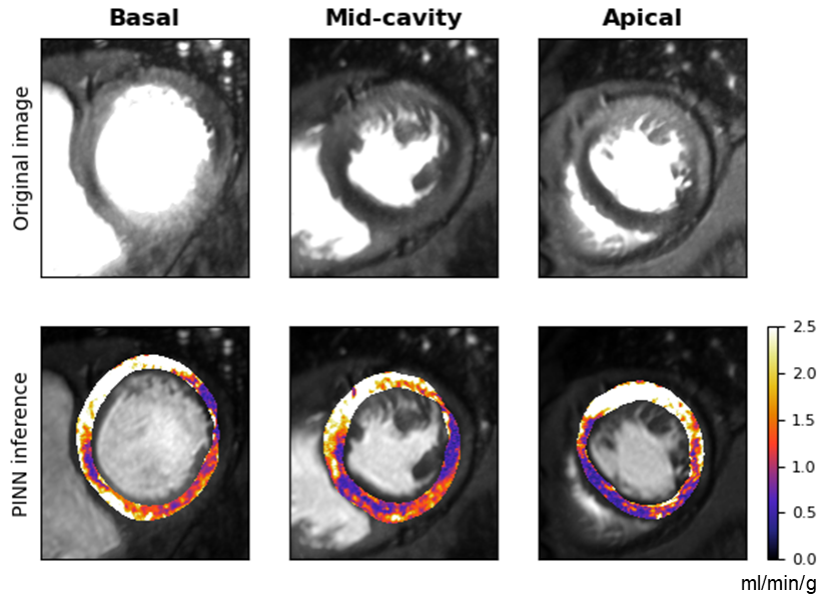 Basal
Mid-cavity
Apical
Original image
PINN inference
2.5
2.0
1.5
1.0
0.5
0.0
ml/min/g